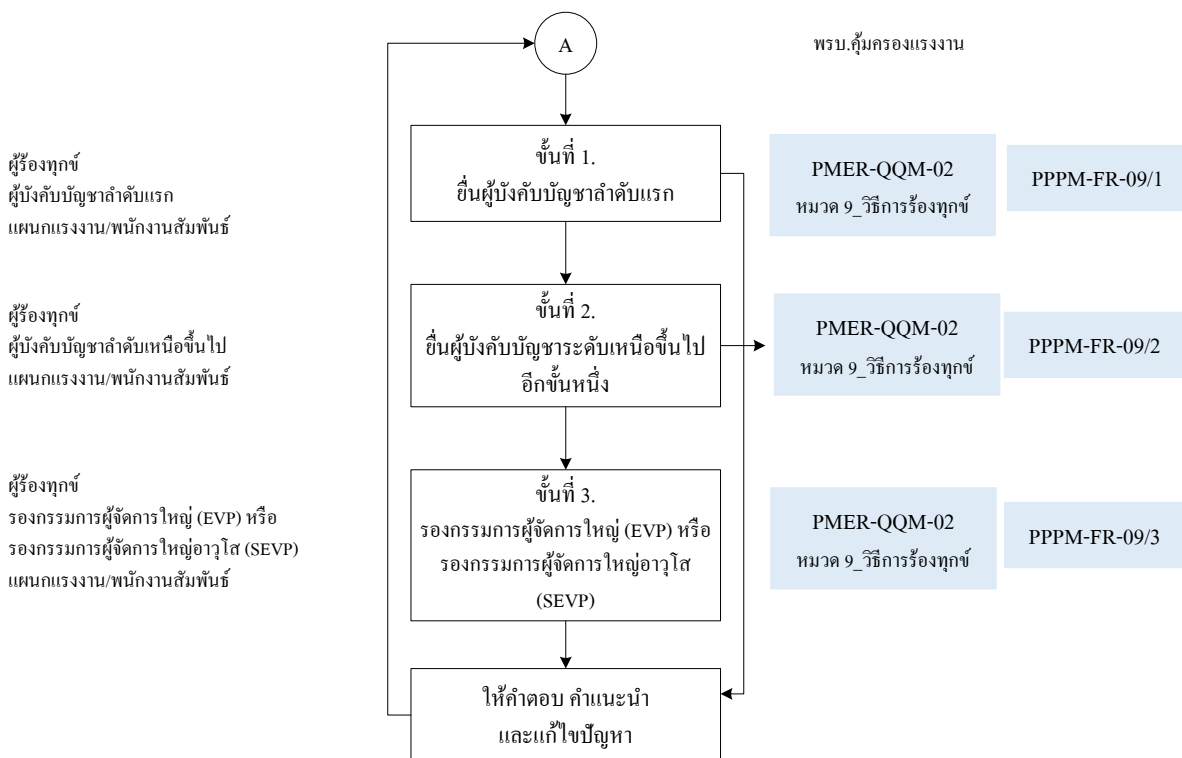 A
พรบ.คุ้มครองแรงงาน
ผู้ร้องทุกข์
ผู้บังคับบัญชาลำดับแรก
แผนกแรงงาน/พนักงานสัมพันธ์
ขั้นที่ 1.
ยื่นผู้บังคับบัญชาลำดับแรก
PMER-QQM-02
หมวด 9_วิธีการร้องทุกข์
PPPM-FR-09/1
ผู้ร้องทุกข์
ผู้บังคับบัญชาลำดับเหนือขึ้นไป
แผนกแรงงาน/พนักงานสัมพันธ์
ขั้นที่ 2.
ยื่นผู้บังคับบัญชาระดับเหนือขึ้นไป
อีกขั้นหนึ่ง
PMER-QQM-02
หมวด 9_วิธีการร้องทุกข์
PPPM-FR-09/2
ผู้ร้องทุกข์
รองกรรมการผู้จัดการใหญ่ (EVP) หรือ
รองกรรมการผู้จัดการใหญ่อาวุโส (SEVP)
แผนกแรงงาน/พนักงานสัมพันธ์
ขั้นที่ 3.
รองกรรมการผู้จัดการใหญ่ (EVP) หรือ
รองกรรมการผู้จัดการใหญ่อาวุโส
(SEVP)
PMER-QQM-02
หมวด 9_วิธีการร้องทุกข์
PPPM-FR-09/3
ให้คำตอบ คำแนะนำ
และแก้ไขปัญหา